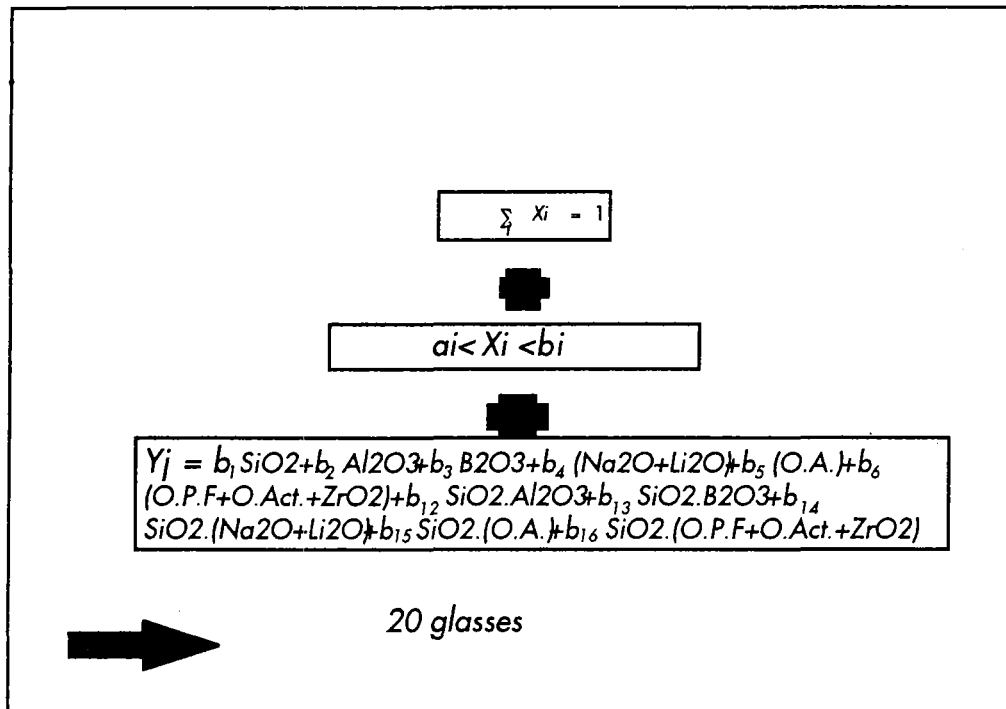 ∑i Xi = 1
ai< Xi <bi
Yj = b1 SiO2+b2 Al2O3+b3 B2O3+b4 (Na2O+Li2O)+b5 (O.A.)+b6
(O.P.F+O.Act.+ZrO2)+b12 SiO2.Al2O3+b13 SiO2.B2O3+b14
SiO2.(Na2O+Li2O)+b15 SiO2.(O.A.)+b16 SiO2.(O.P.F+O.Act.+ZrO2)
20 glasses